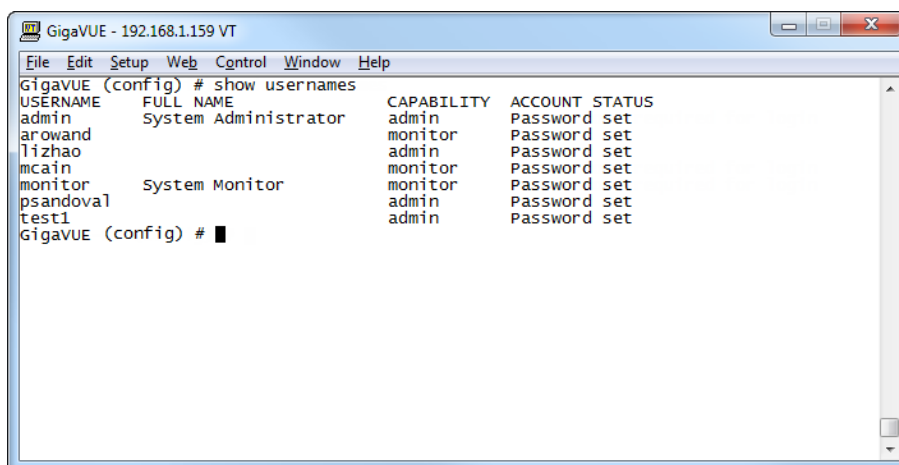 GigaVUE - 192.168.1.159 VT
File Edit Setup Web Control Window Help
GigaVUE (config) # show usernames
USERNAME FULL NAME CAPABILITY ACCOUNT STATUS
admin System Administrator admin Password set
arowand monitor Password set
lizhao admin Password set
mcain monitor Password set
monitor System Monitor monitor Password set
psandoval admin Password set
test1 admin Password set
GigaVUE (config) #